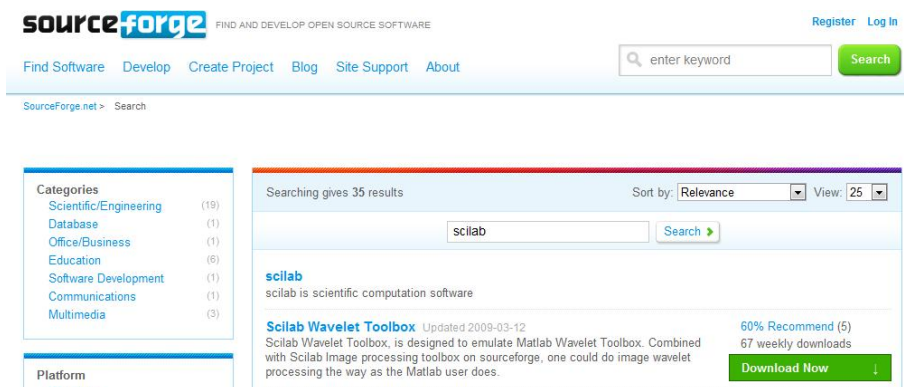 sourceforge FIND AND DEVELOP OPEN SOURCE SOFTWARE
Register Log In
Find Software Develop Create Project Blog Site Support About
enter keyword Search
SourceForge.net > Search
Categories
Scientific/Engineering (19)
Database (1)
Office/Business (1)
Education (6)
Software Development (1)
Communications (1)
Multimedia (3)
Platform
Searching gives 35 results Sort by: Relevance View: 25
scilab Search
scilab
scilab is scientific computation software
Scilab Wavelet Toolbox Updated 2009-03-12
Scilab Wavelet Toolbox, is designed to emulate Matlab Wavelet Toolbox. Combined
with Scilab Image processing toolbox on sourceforge, one could do image wavelet
processing the way as the Matlab user does.
60% Recommend (5)
67 weekly downloads
Download Now